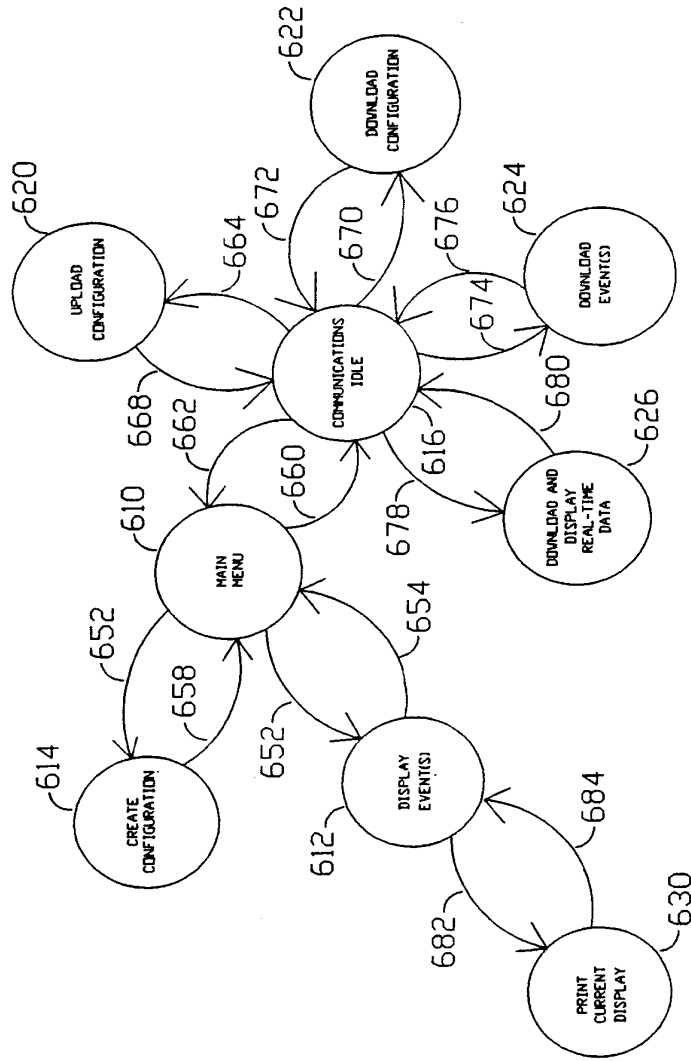 620
UPLOAD
CONFIGURATION
664
668
662
672
622
DOWNLOAD
CONFIGURATION
670
676
624
DOWNLOAD
EVENT(S)
674
COMMUNICATIONS
IDLE
616
680
626
DOWNLOAD AND
DISPLAY
REAL-TIME
DATA
678
660
610
MAIN
MENU
652
658
614
CREATE
CONFIGURATION
652
654
612
DISPLAY
EVENT(S)
682
684
630
PRINT
CURRENT
DISPLAY